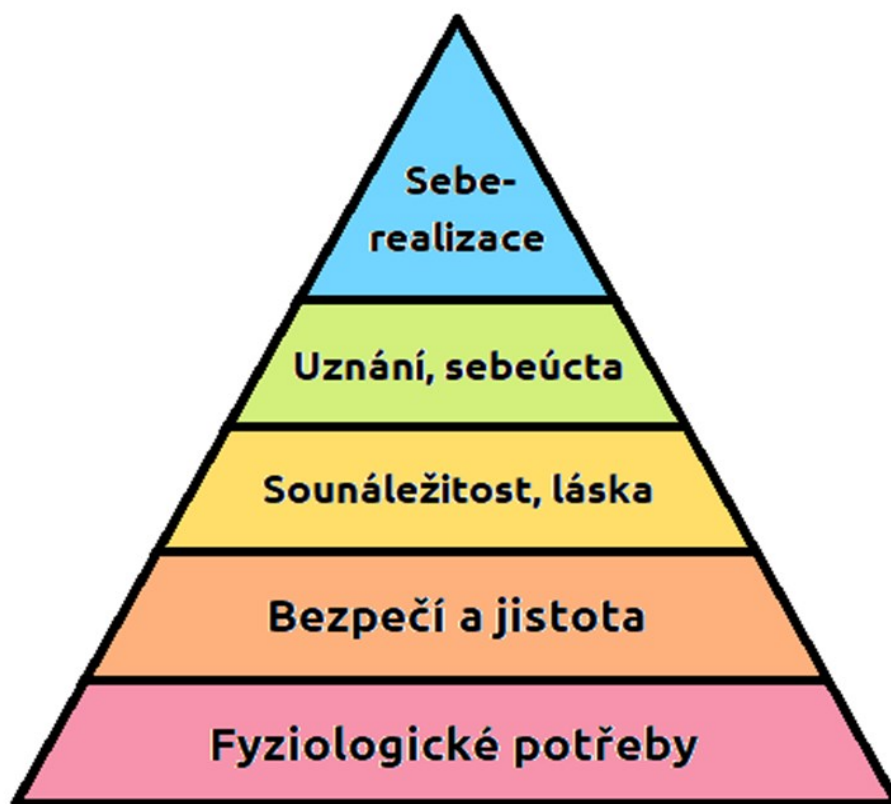 Sebe-
realizace
Uznání, sebeúcta
Sounáležitost, láska
Bezpečí a jistota
Fyziologické potřeby